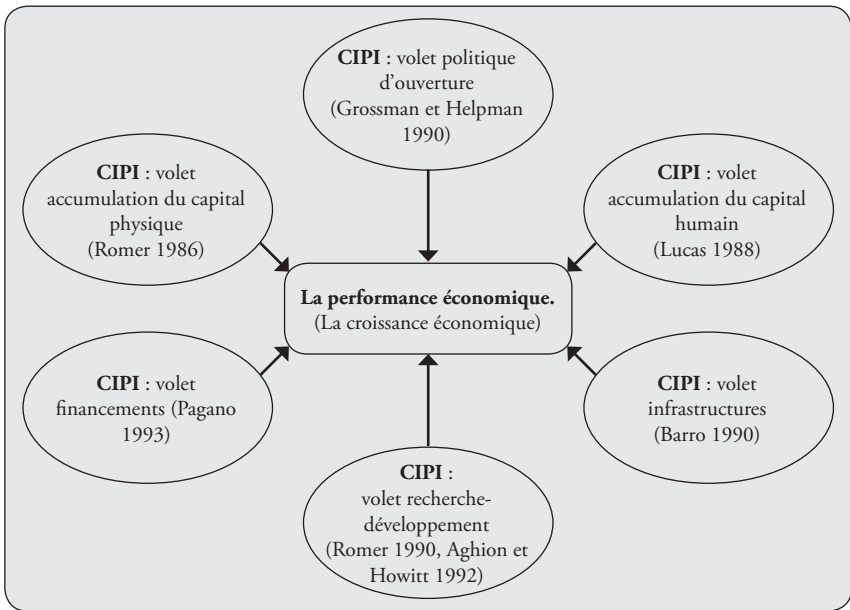 CIPI : volet politique
d'ouverture
(Grossman et Helpman
1990)
CIPI : volet
accumulation du capital
physique
(Romer 1986)
CIPI : volet
accumulation du capital
humain
(Lucas 1988)
La performance économique.
(La croissance économique)
CIPI : volet
financements (Pagano
1993)
CIPI : volet
infrastructures
(Barro 1990)
CIPI :
volet recherche-
développement
(Romer 1990, Aghion et
Howitt 1992)